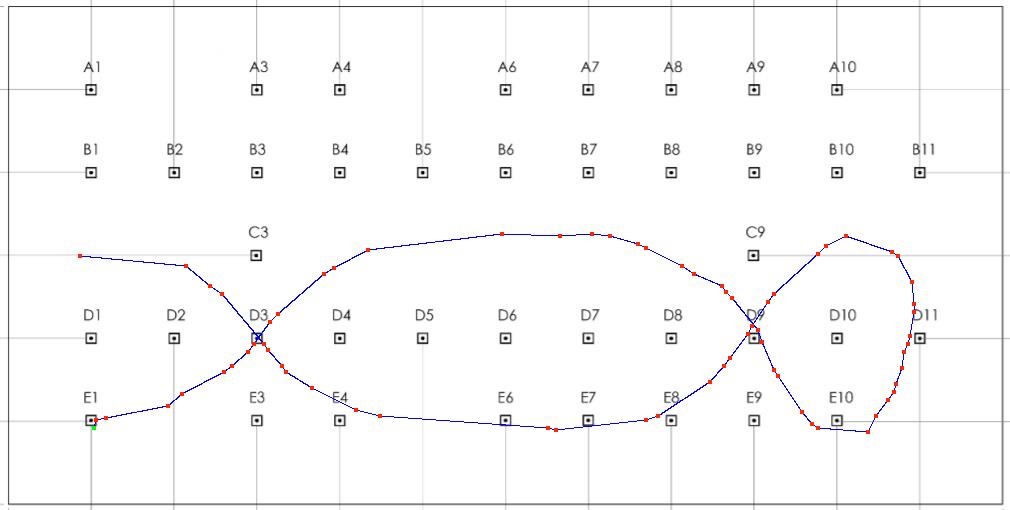 A1 A3 A4 A6 A7 A8 A9 A10
B1 B2 B3 B4 B5 B6 B7 B8 B9 B10 B11
C3 C9
D1 D2 D3 D4 D5 D6 D7 D8 D9 D10 D11
E1 E3 E4 E6 E7 E8 E9 E10